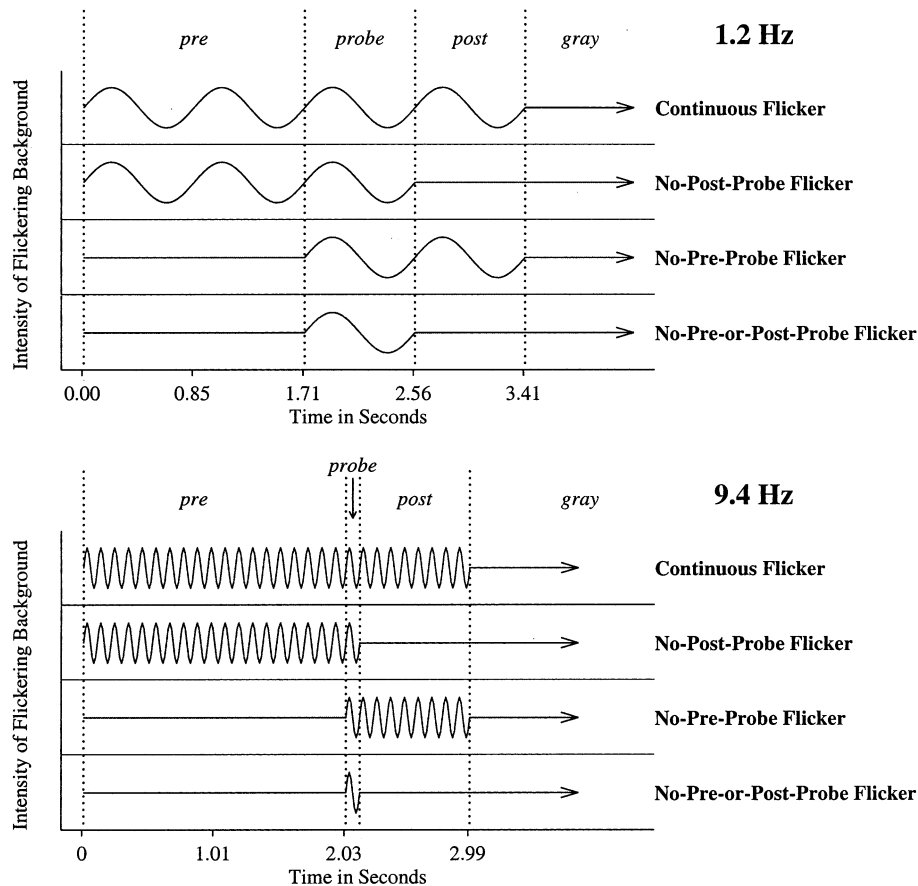 pre probe post gray 1.2 Hz
Intensity of Flickering Background
Continuous Flicker
No-Post-Probe Flicker
No-Pre-Probe Flicker
No-Pre-or-Post-Probe Flicker
0.00 0.85 1.71 2.56 3.41
Time in Seconds
probe
pre post gray 9.4 Hz
Intensity of Flickering Background
Continuous Flicker
No-Post-Probe Flicker
No-Pre-Probe Flicker
No-Pre-or-Post-Probe Flicker
0 1.01 2.03 2.99
Time in Seconds